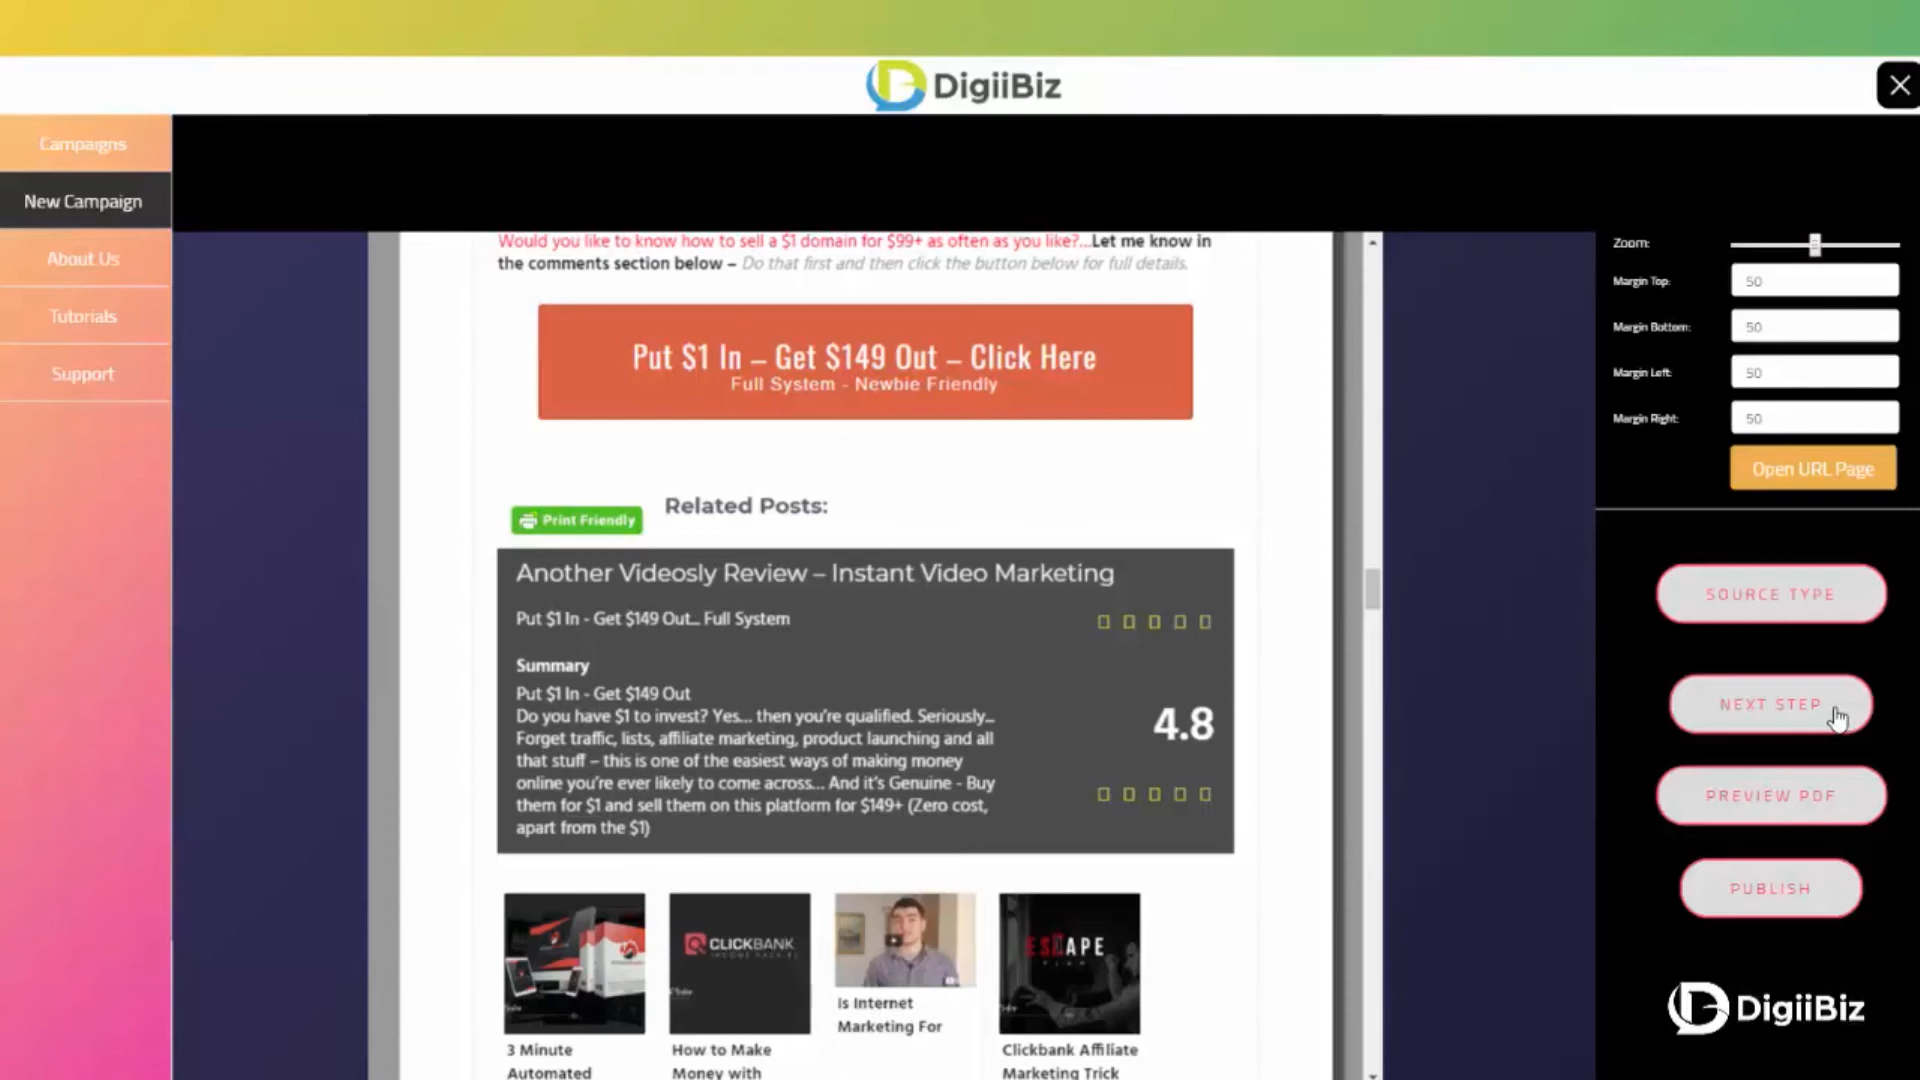 DigiiBiz
Campaigns
New Campaign
About Us
Tutorials
Support
Would you like to know how to sell a $1 domain for $99+ as often as you like?...Let me know in
the comments section below – Do that first and then click the button below for full details.
Put $1 In – Get $149 Out – Click Here
Full System - Newbie Friendly
Print Friendly
Related Posts:
Another Videosly Review – Instant Video Marketing
Put $1 In - Get $149 Out... Full System
Summary
Put $1 In - Get $149 Out
Do you have $1 to invest? Yes... then you're qualified. Seriously...
Forget traffic, lists, affiliate marketing, product launching and all
that stuff – this is one of the easiest ways of making money
online you're ever likely to come across... And it's Genuine - Buy
them for $1 and sell them on this platform for $149+ (Zero cost,
apart from the $1)
4.8
CLICKBANK
ESCAPE
3 Minute
Automated
How to Make
Money with
Is Internet
Marketing For
Clickbank Affiliate
Marketing Trick
Zoom:
Margin Top:
50
Margin Bottom:
50
Margin Left:
50
Margin Right:
50
Open URL Page
SOURCE TYPE
NEXT STEP
PREVIEW PDF
PUBLISH
DigiiBiz